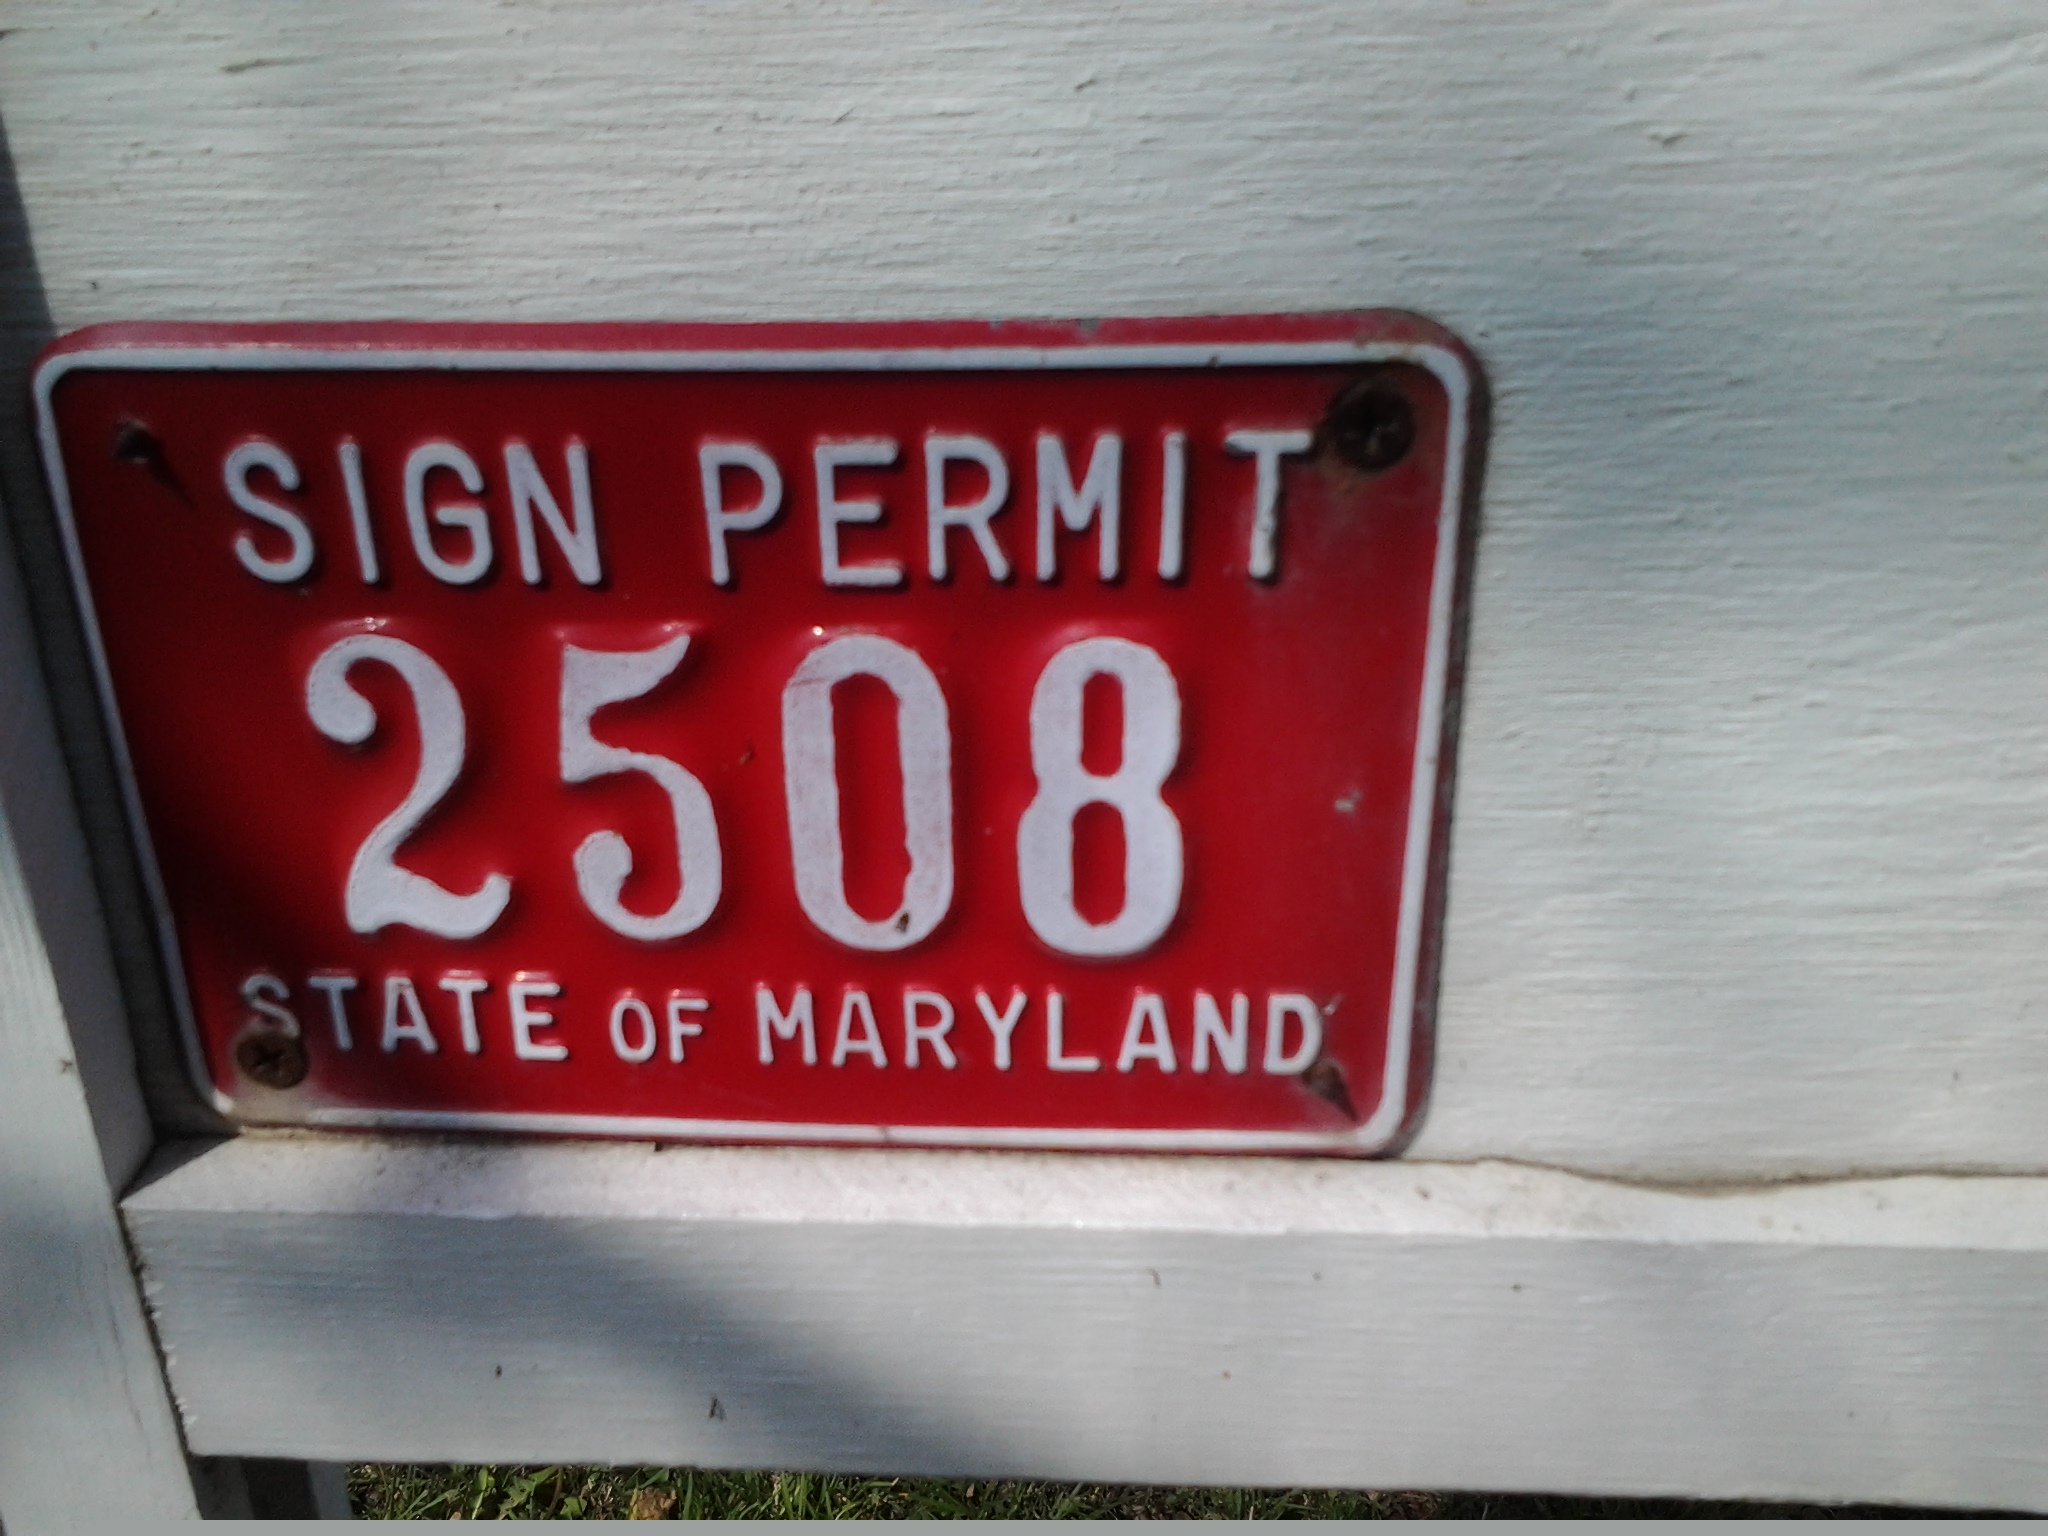 SIGN PERMIT
2508
STATE OF MARYLAND